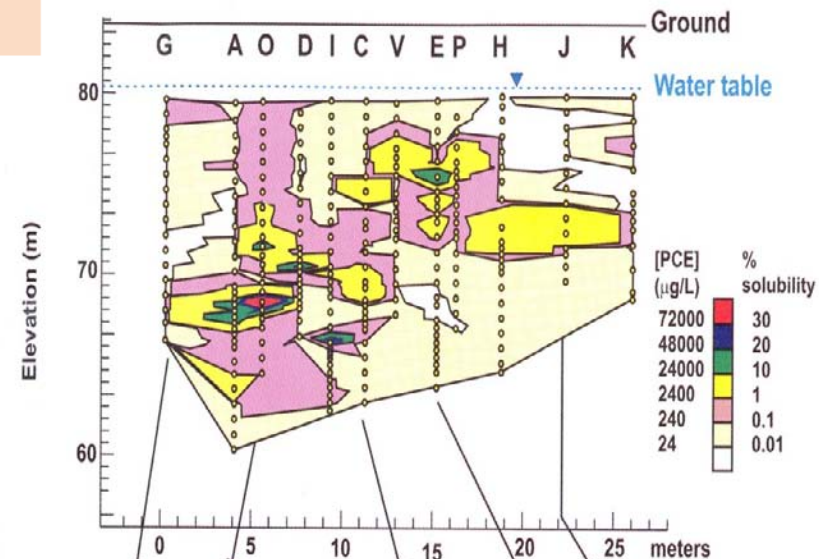 Ground
G A O D I C V E P H J K
80
Water table
Elevation (m)
70
[PCE] %
(µg/L) solubility
72000 30
48000 20
24000 10
2400 1
240 0.1
24 0.01
60
0 5 10 15 20 25 meters